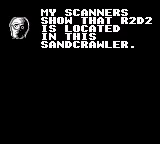 MY SCANNERS
SHOW THAT R2D2
IS LOCATED
IN THIS
SANDCRAWLER.